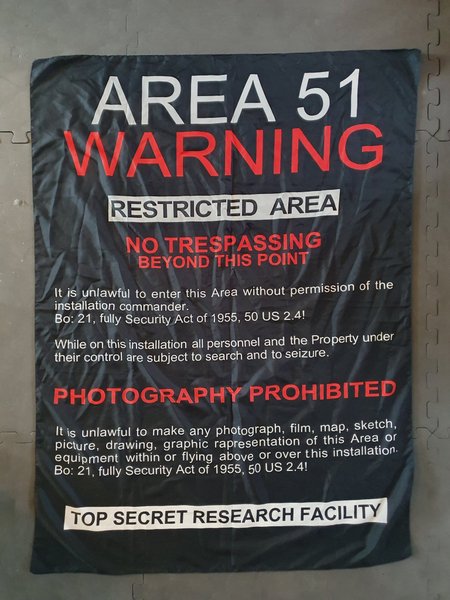 AREA 51
WARNING
RESTRICTED AREA
NO TRESPASSING
BEYOND THIS POINT
It is unlawful to enter this Area without permission of the
installation commander.
Bo: 21, fully Security Act of 1955, 50 US 2.4!
While on this installation all personnel and the Property under
their control are subject to search and to seizure.
PHOTOGRAPHY PROHIBITED
It is unlawful to make any photograph, film, map, sketch,
picture, drawing, graphic rapresentation of this Area or
equipment within or flying above or over this installation.
Bo: 21, fully Security Act of 1955, 50 US 2.4!
TOP SECRET RESEARCH FACILITY